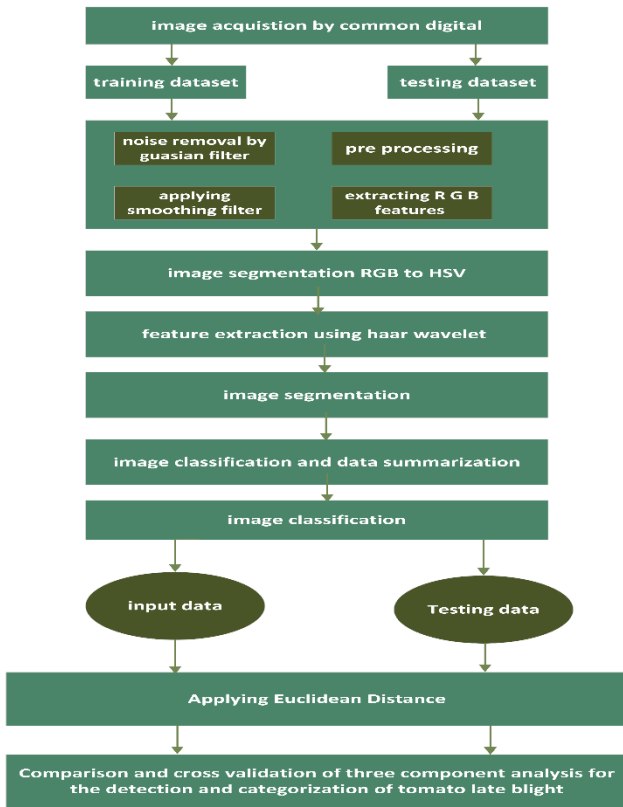 image acquistion by common digital
training dataset
testing dataset
noise removal by
guasian filter
pre processing
applying
smoothing filter
extracting R G B
features
image segmentation RGB to HSV
feature extraction using haar wavelet
image segmentation
image classification and data summarization
image classification
input data
Testing data
Applying Euclidean Distance
Comparison and cross validation of three component analysis for
the detection and categorization of tomato late blight